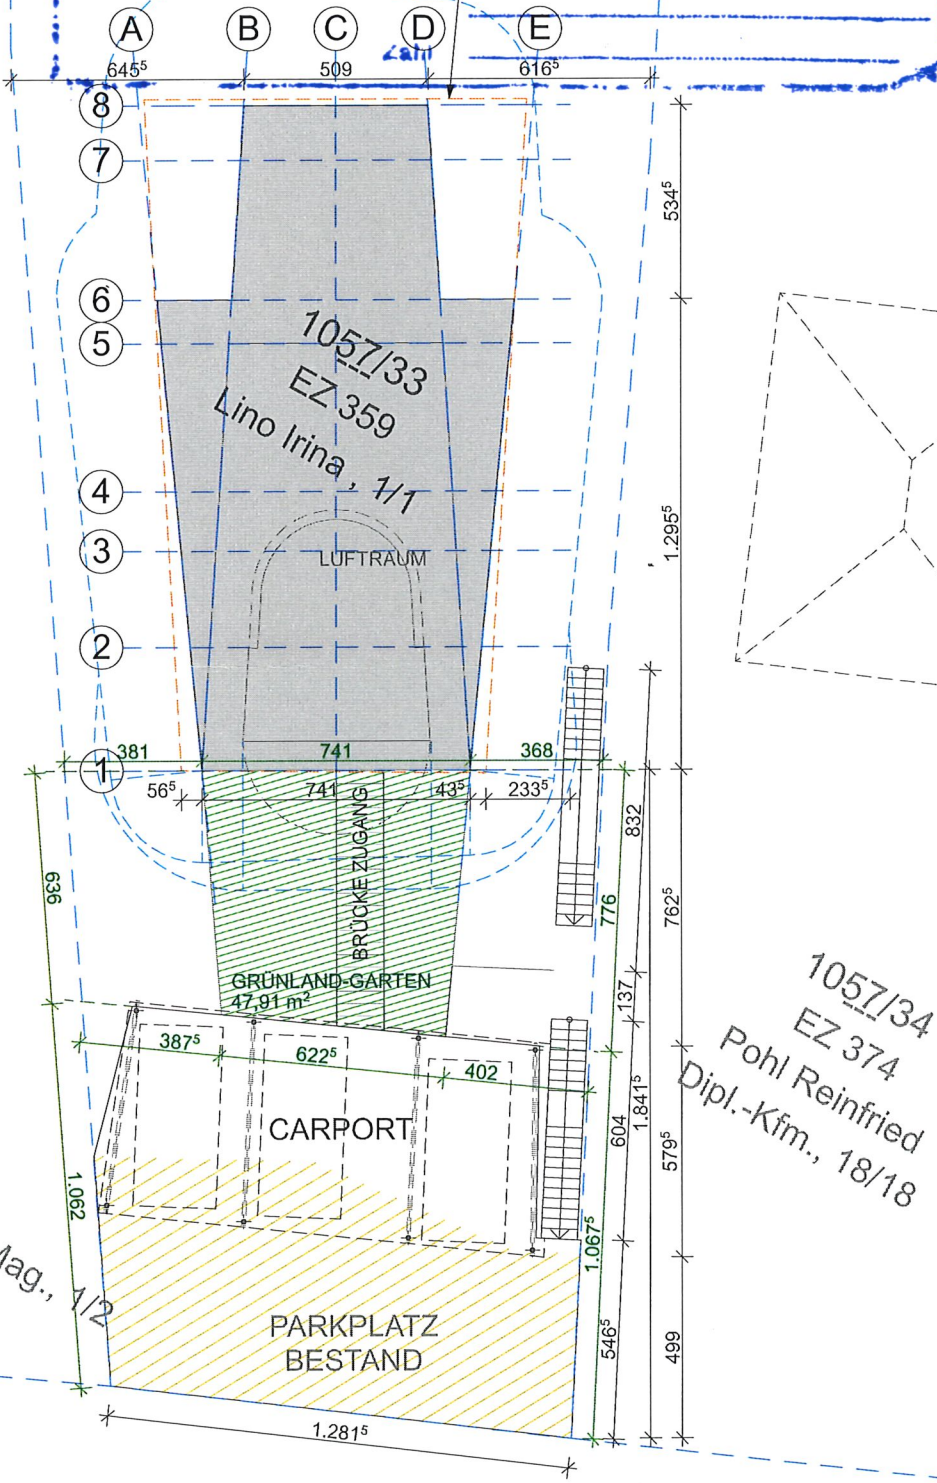 A B C D E
Zahl
645⁵ 509 616⁵
8
7
534⁵
6
5
1057/33
EZ 359
Lino Irina , 1/1
4
3
LUFTRAUM
1.295⁵
2
381 741 368
1
56⁵ 741 43⁵ 233⁵
832
BRÜCKE ZUGANG
636
776
762⁵
GRÜNLAND-GARTEN
47,91 m²
137
1057/34
EZ 374
Pohl Reinfried
Dipl.-Kfm., 18/18
387⁵ 622⁵ 402
CARPORT
604
1.841⁵
579⁵
1.062
1.067⁵
Mag., 1/2
PARKPLATZ
BESTAND
546⁵
499
1.281⁵